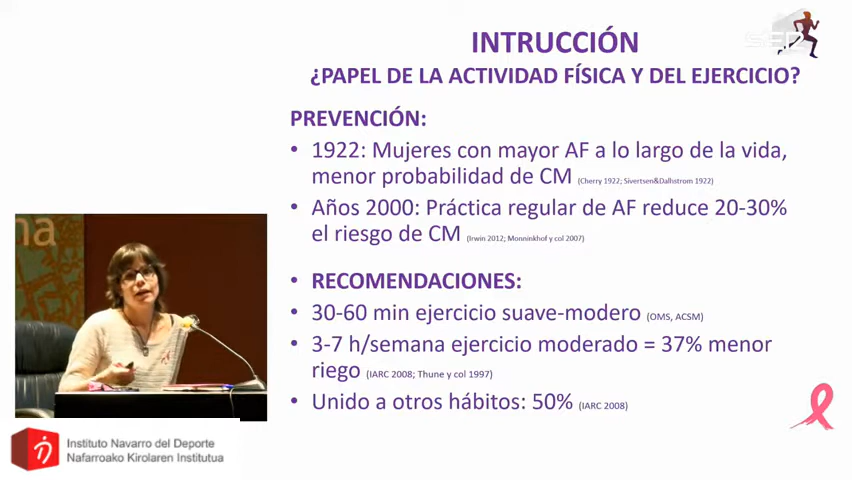 INTRUCCIÓN
¿PAPEL DE LA ACTIVIDAD FÍSICA Y DEL EJERCICIO?
PREVENCIÓN:
• 1922: Mujeres con mayor AF a lo largo de la vida,
menor probabilidad de CM (Cherry 1922; Sivertsen&Dalhstrom 1922)
• Años 2000: Práctica regular de AF reduce 20-30%
el riesgo de CM (Irwin 2012; Monninkhof y col 2007)
• RECOMENDACIONES:
• 30-60 min ejercicio suave-modero (OMS, ACSM)
• 3-7 h/semana ejercicio moderado = 37% menor
riego (IARC 2008; Thune y col 1997)
• Unido a otros hábitos: 50% (IARC 2008)
SER
na
Instituto Navarro del Deporte
Nafarroako Kirolaren Institutua